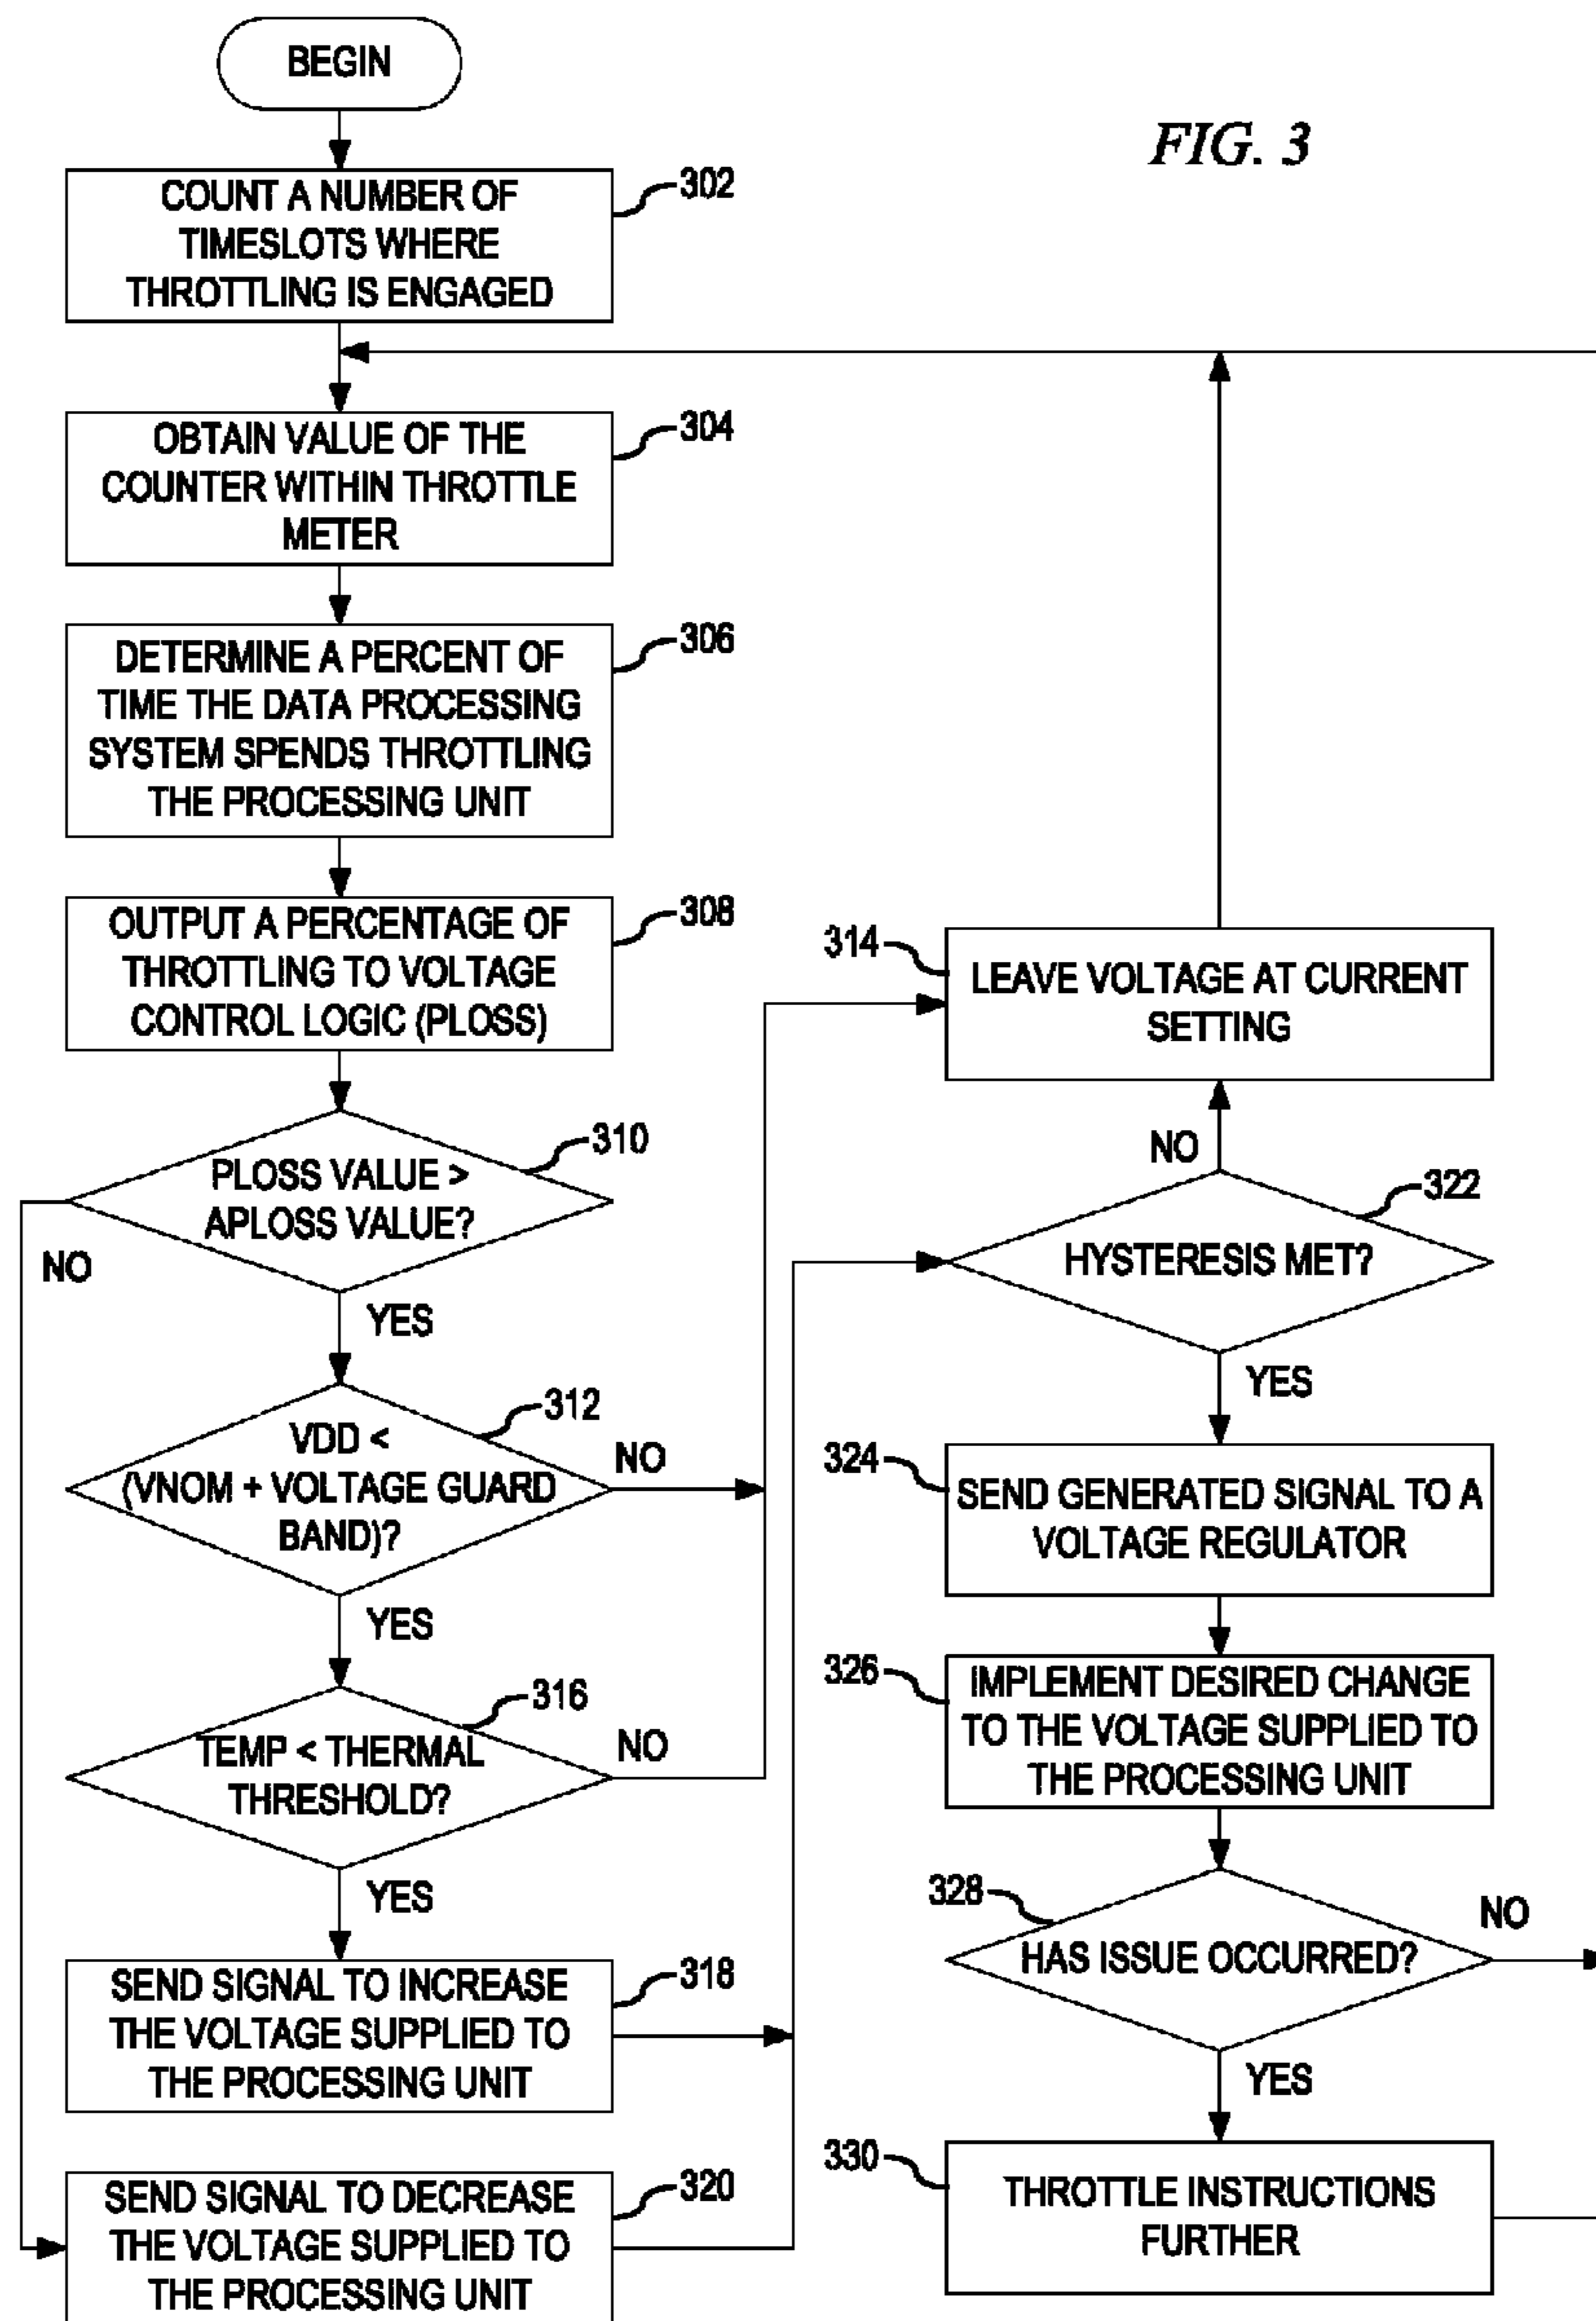 BEGIN
FIG. 3
302
COUNT A NUMBER OF
TIMESLOTS WHERE
THROTTLING IS ENGAGED
304
OBTAIN VALUE OF THE
COUNTER WITHIN THROTTLE
METER
306
DETERMINE A PERCENT OF
TIME THE DATA PROCESSING
SYSTEM SPENDS THROTTLING
THE PROCESSING UNIT
308
OUTPUT A PERCENTAGE OF
THROTTLING TO VOLTAGE
CONTROL LOGIC (PLOSS)
310
PLOSS VALUE >
APLOSS VALUE?
NO
YES
312
VDD <
(VNOM + VOLTAGE GUARD
BAND)?
NO
YES
316
TEMP < THERMAL
THRESHOLD?
NO
YES
318
SEND SIGNAL TO INCREASE
THE VOLTAGE SUPPLIED TO
THE PROCESSING UNIT
320
SEND SIGNAL TO DECREASE
THE VOLTAGE SUPPLIED TO
THE PROCESSING UNIT
314
LEAVE VOLTAGE AT CURRENT
SETTING
NO
322
HYSTERESIS MET?
YES
324
SEND GENERATED SIGNAL TO A
VOLTAGE REGULATOR
326
IMPLEMENT DESIRED CHANGE
TO THE VOLTAGE SUPPLIED TO
THE PROCESSING UNIT
328
HAS ISSUE OCCURRED?
NO
YES
330
THROTTLE INSTRUCTIONS
FURTHER